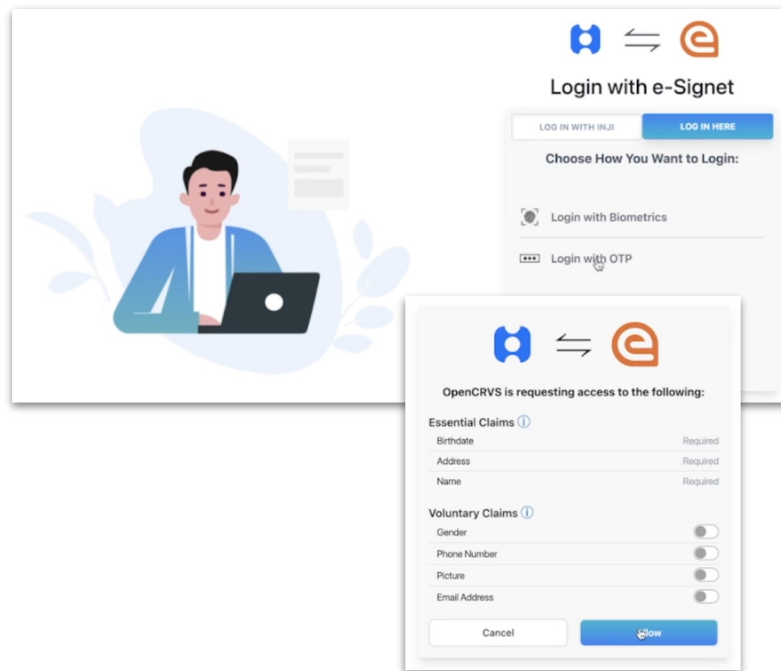 Login with e-Signet
LOG IN WITH INJI LOG IN HERE
Choose How You Want to Login:
Login with Biometrics
Login with OTP
OpenCRVS is requesting access to the following:
Essential Claims
Birthdate Required
Address Required
Name Required
Voluntary Claims
Gender
Phone Number
Picture
Email Address
Cancel Allow